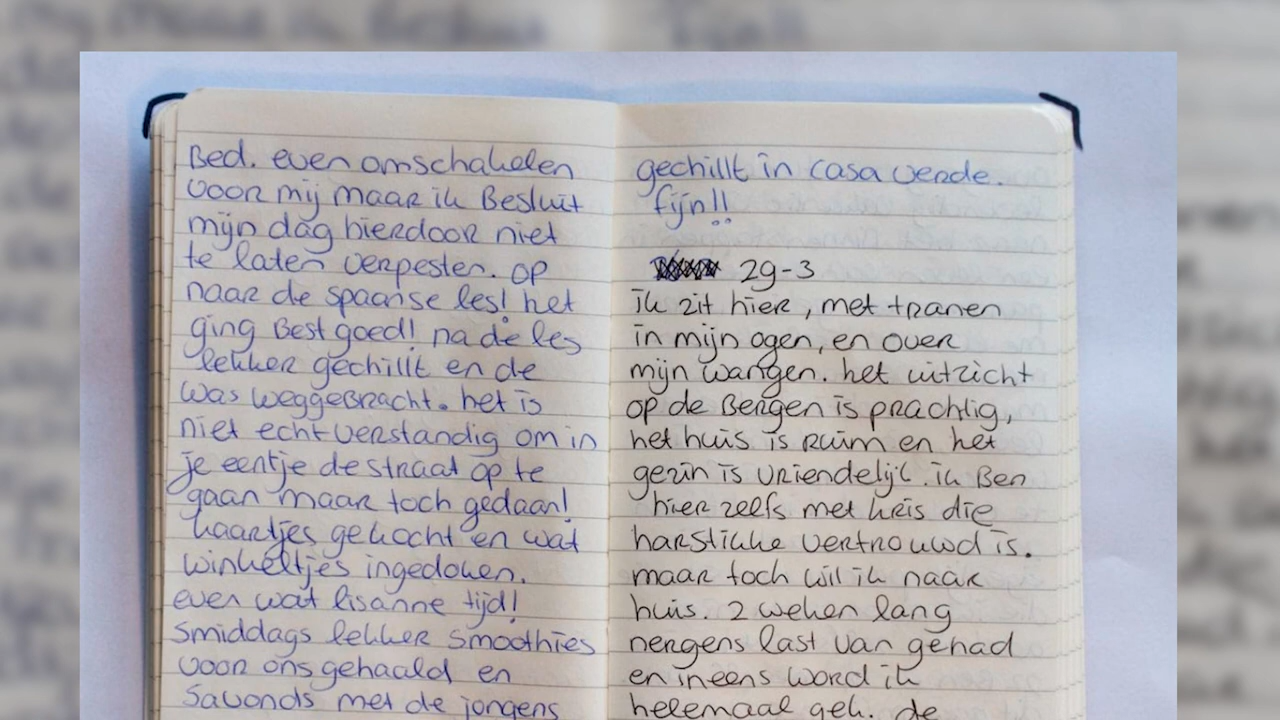 Bed. even omschakelen
voor mij maar ik Besluit
mijn dag hierdoor niet
te laten verpesten. op
naar de spaanse les! het
ging Best goed! na de les
lekker gechillt en de
was weggeBracht. het is
niet echt verstandig om in
je eentje de straat op te
gaan maar toch gedaan!
kaartjes gekocht en wat
winkeltjes ingedoken.
even wat lisanne tijd!
smiddags lekker smoothies
voor ons gehaald en
savonds met de jongens
gechillt in casa verde.
fijn!!
29-3
ik zit hier, met tranen
in mijn ogen, en over
mijn wangen. het uitzicht
op de Bergen is prachtig,
het huis is ruim en het
gezin is vriendelijk. ik Ben
hier zelfs met kris die
harstikke vertrouwd is.
maar toch wil ik naar
huis. 2 weken lang
nergens last van gehad
en ineens word ik
helemaal gek. de